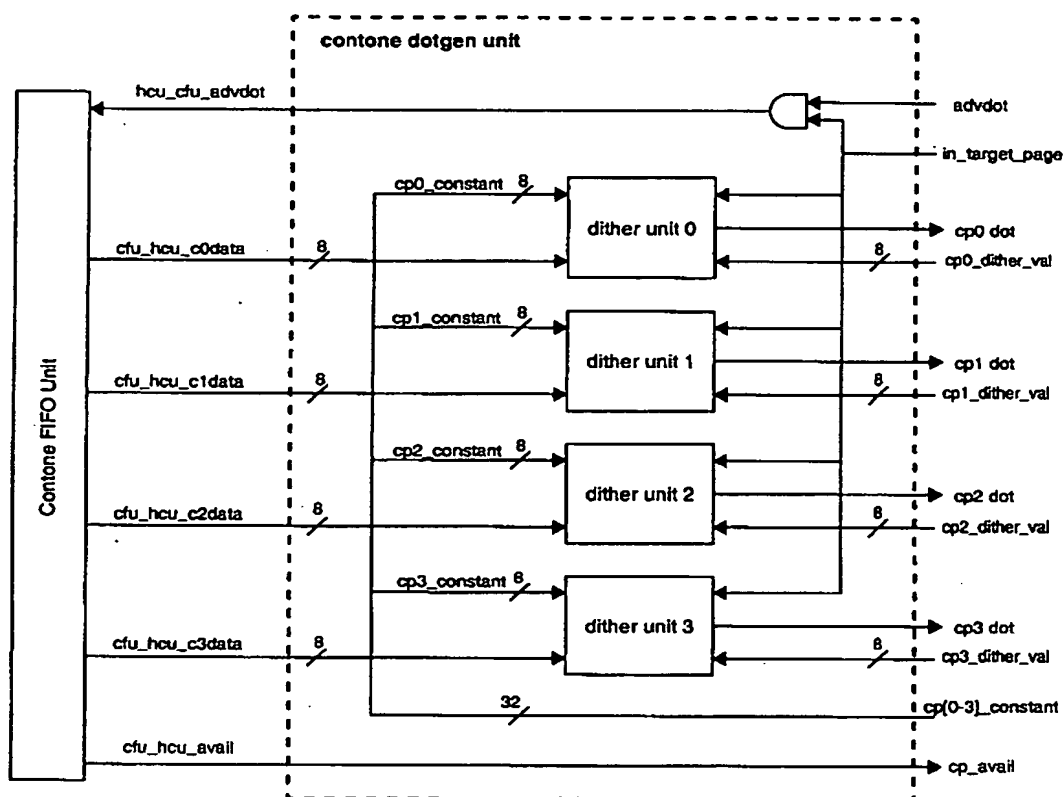 contone dotgen unit
hcu_cfu_advdot
advdot
in_target_page
cp0_constant 8
dither unit 0
cp0 dot
cfu_hcu_c0data 8
8 cp0_dither_val
cp1_constant 8
dither unit 1
cp1 dot
cfu_hcu_c1data 8
8 cp1_dither_val
Contone FIFO Unit
cp2_constant 8
dither unit 2
cp2 dot
cfu_hcu_c2data 8
8 cp2_dither_val
cp3_constant 8
dither unit 3
cp3 dot
cfu_hcu_c3data 8
8 cp3_dither_val
32 cp[0-3]_constant
cfu_hcu_avail
cp_avail